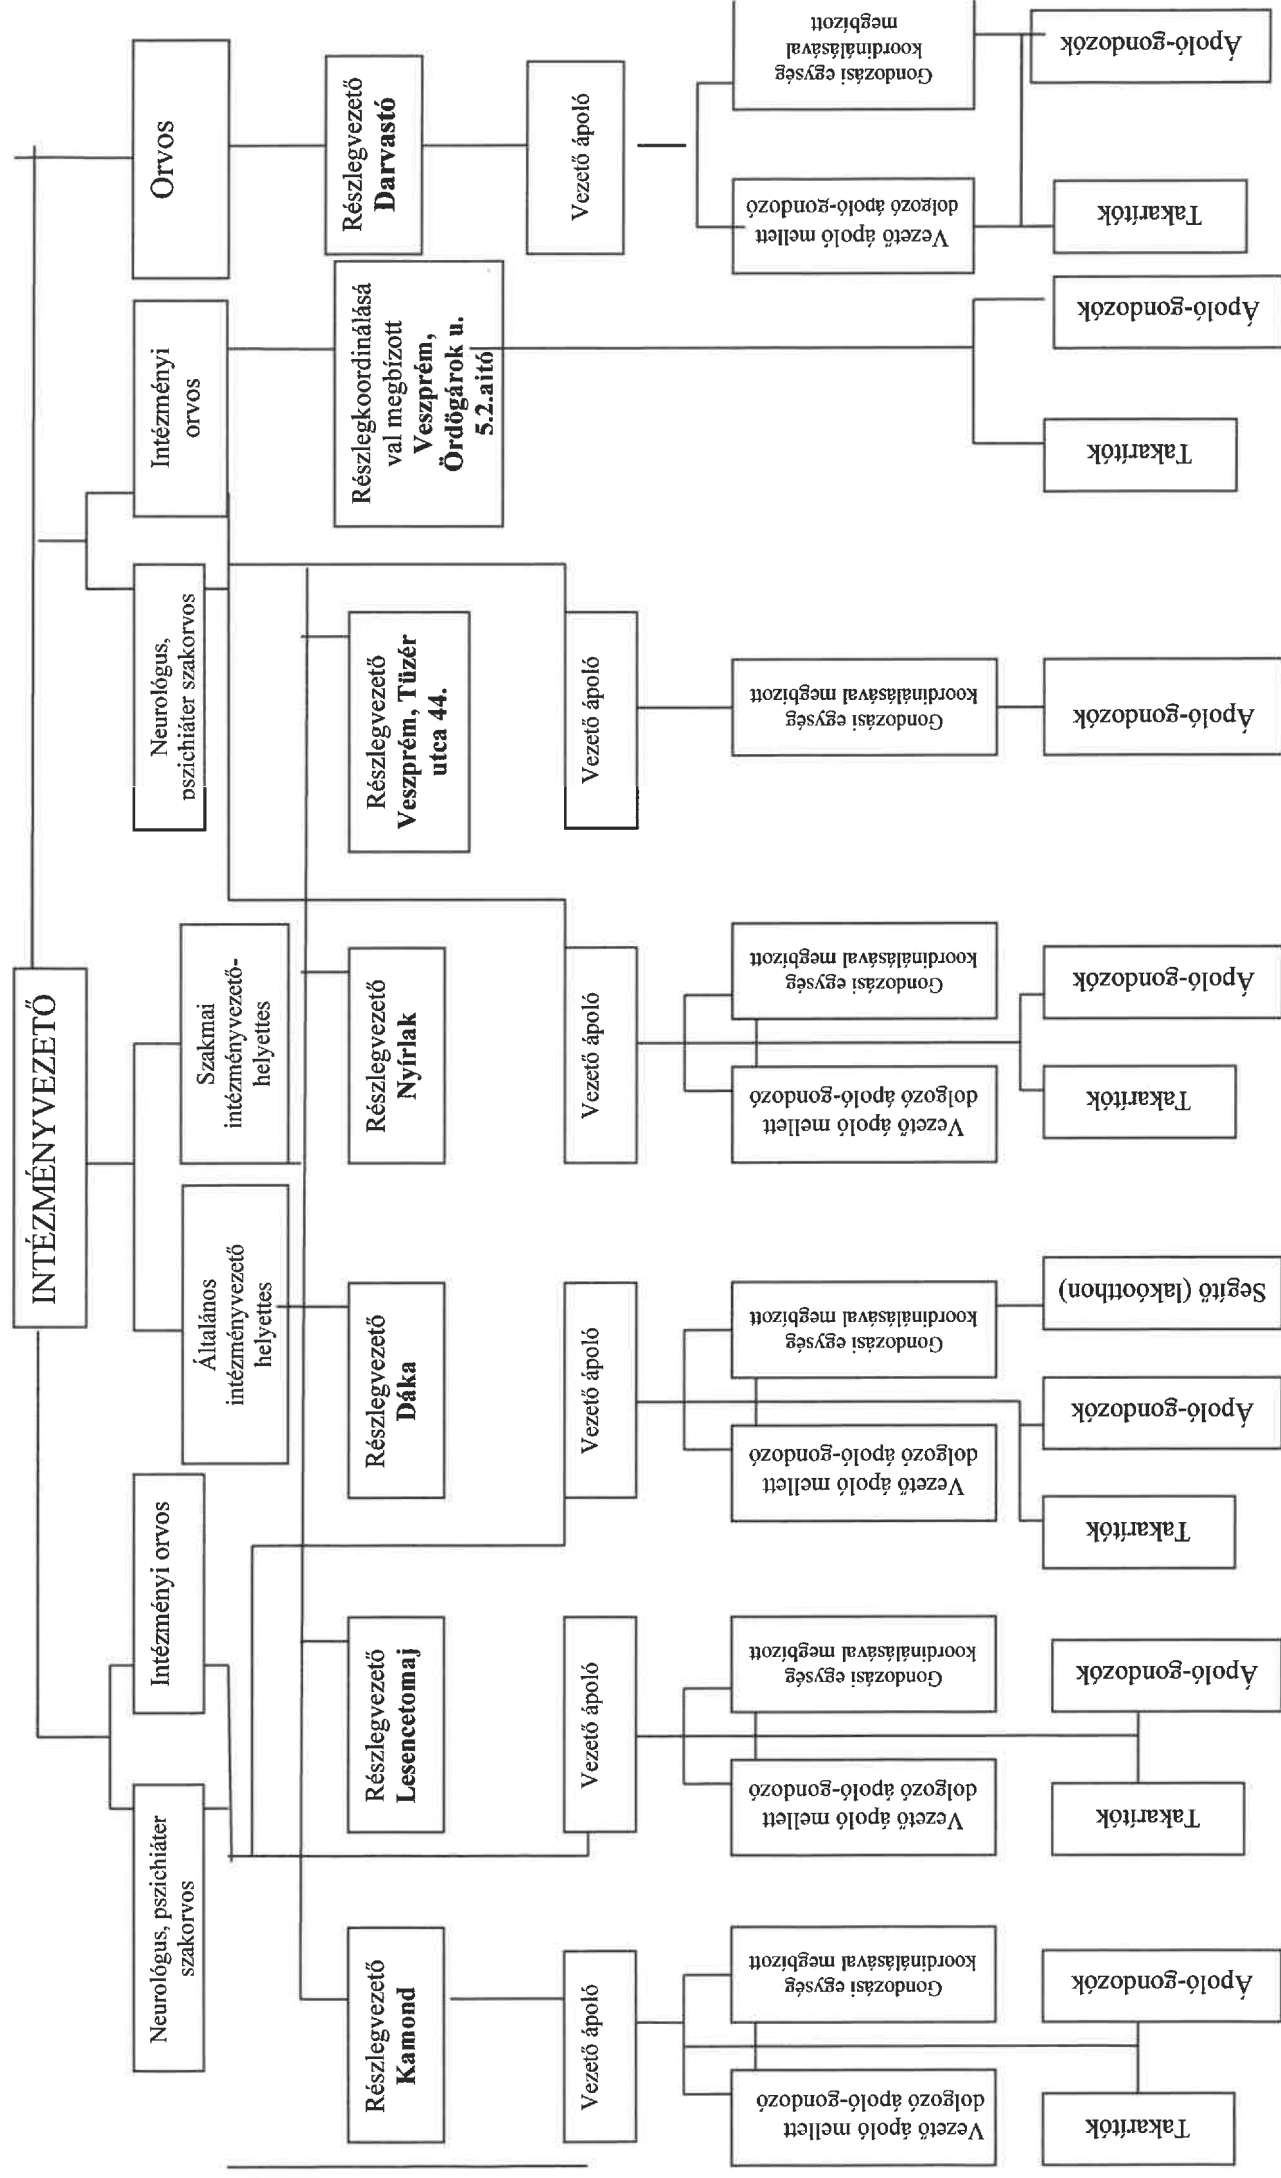 INTÉZMÉNYVEZETŐ
Neurológus, pszichiáter
szakorvos
Intézményi orvos
Általános
intézményvezető
helyettes
Szakmai
intézményvezető-
helyettes
Neurológus,
pszichiáter szakorvos
Intézményi
orvos
Orvos
Részlegvezető
Kamond
Részlegvezető
Lesencetomaj
Részlegvezető
Dáka
Részlegvezető
Nyírlak
Részlegvezető
Veszprém, Tüzér
utca 44.
Részlegkoordinálásá
val megbízott
Veszprém,
Ördögárok u.
5.2.aitó
Részlegvezető
Darvastó
Vezető ápoló
Vezető ápoló
Vezető ápoló
Vezető ápoló
Vezető ápoló
Vezető ápoló
Vezető ápoló mellett
dolgozó ápoló-gondozó
Gondozási egység
koordinálásával megbízott
Vezető ápoló mellett
dolgozó ápoló-gondozó
Gondozási egység
koordinálásával megbízott
Vezető ápoló mellett
dolgozó ápoló-gondozó
Gondozási egység
koordinálásával megbízott
Vezető ápoló mellett
dolgozó ápoló-gondozó
Gondozási egység
koordinálásával megbízott
Gondozási egység
koordinálásával megbízott
Vezető ápoló mellett
dolgozó ápoló-gondozó
Gondozási egység
koordinálásával
megbízott
Takarítók
Ápoló-gondozók
Takarítók
Ápoló-gondozók
Takarítók
Ápoló-gondozók
Segítő (lakóotthon)
Takarítók
Ápoló-gondozók
Ápoló-gondozók
Takarítók
Ápoló-gondozók
Takarítók
Ápoló-gondozók